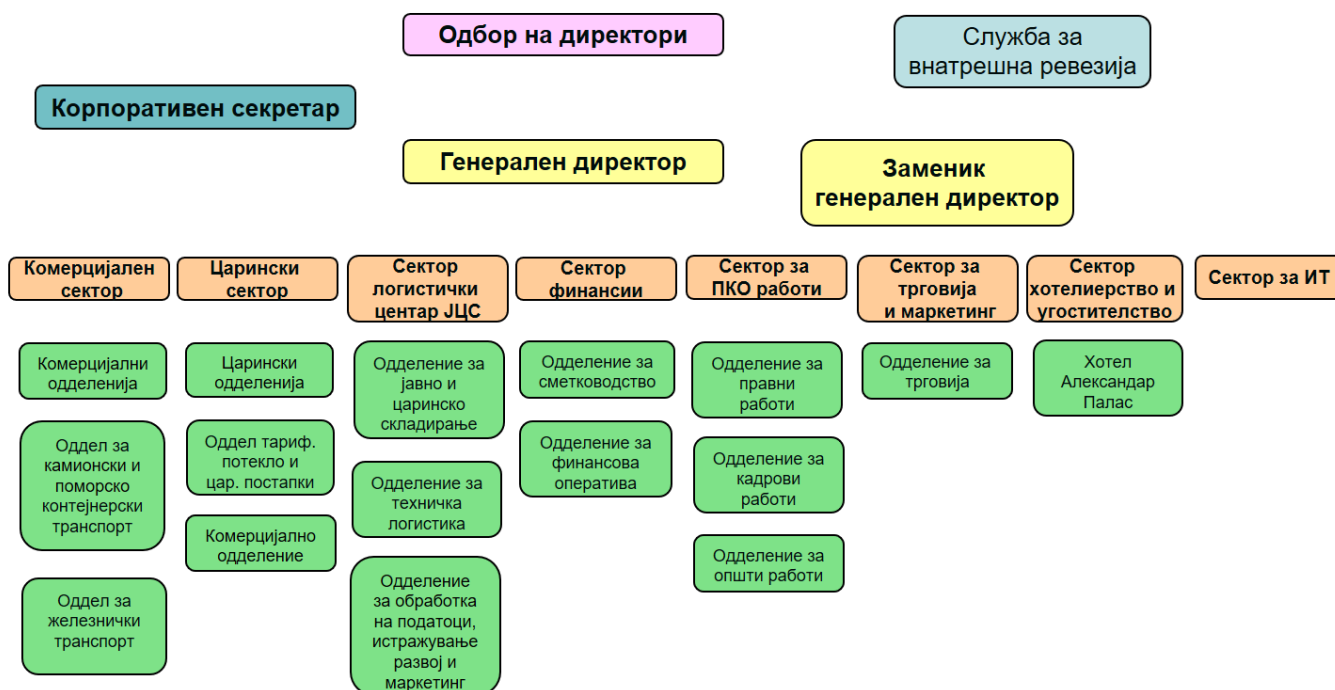 Одбор на директори
Служба за
внатрешна ревезија
Корпоративен секретар
Генерален директор
Заменик
генерален директор
Комерцијален
сектор
Царински
сектор
Сектор
логистички
центар ЈЦС
Сектор
финансии
Сектор за
ПКО работи
Сектор за
трговија
и маркетинг
Сектор
хотелиерство и
угостителство
Сектор за ИТ
Комерцијални
одделенија
Оддел за
камионски и
поморско
контејнерски
транспорт
Оддел за
железнички
транспорт
Царински
одделенија
Оддел тариф.
потекло и
цар. постапки
Комерцијално
одделение
Одделение за
јавно и
царинско
складирање
Одделение за
техничка
логистика
Одделение
за обработка
на податоци,
истражување
развој и
маркетинг
Одделение за
сметководство
Одделение за
финансова
оператива
Одделение за
правни
работи
Одделение за
кадрови
работи
Одделение за
општи работи
Одделение за
трговија
Хотел
Александар
Палас